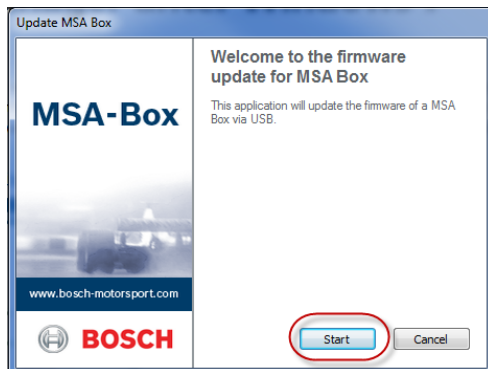 Update MSA Box
MSA-Box
www.bosch-motorsport.com
BOSCH
Welcome to the firmware
update for MSA Box
This application will update the firmware of a MSA
Box via USB.
Start
Cancel